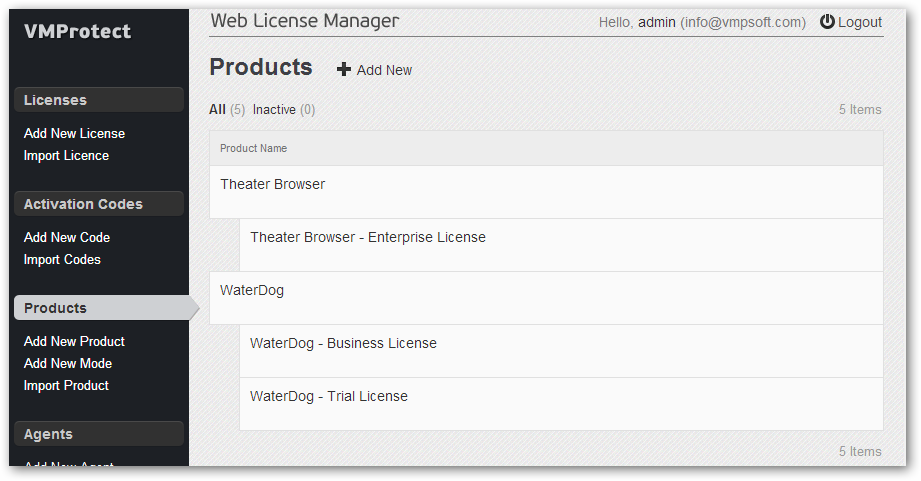 VMProtect
Web License Manager
Hello, admin (info@vmpsoft.com) Logout
Licenses
Add New License
Import Licence
Activation Codes
Add New Code
Import Codes
Products
Add New Product
Add New Mode
Import Product
Agents
Add New Agent
Products
Add New
All (5) Inactive (0)
5 Items
Product Name
Theater Browser
Theater Browser - Enterprise License
WaterDog
WaterDog - Business License
WaterDog - Trial License
5 Items